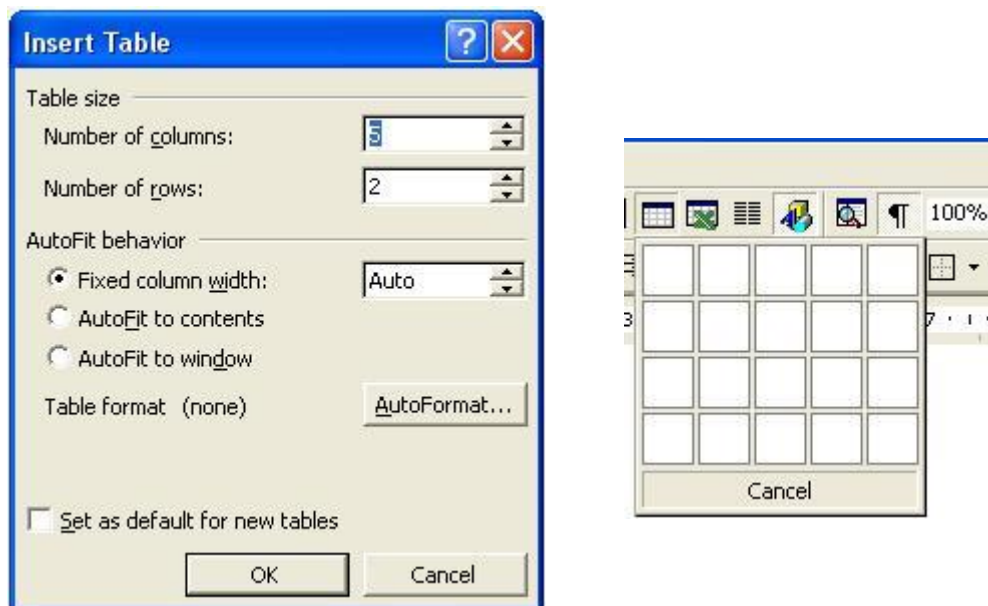 Insert Table
Table size
Number of columns: 5
Number of rows: 2
AutoFit behavior
Fixed column width: Auto
AutoFit to contents
AutoFit to window
Table format (none) AutoFormat...
Set as default for new tables
OK Cancel
¶ 100%
3 7
Cancel